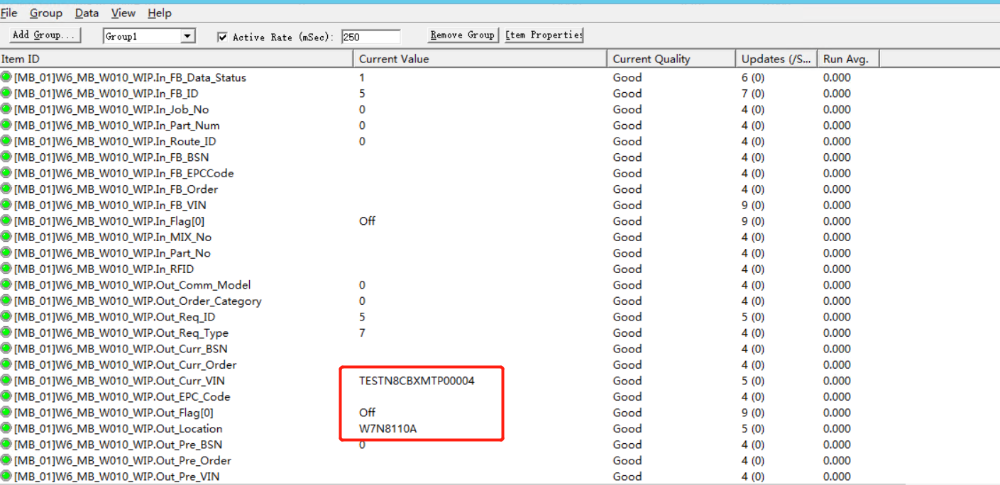 File Group Data View Help
Add Group... Group1 Active Rate (mSec): 250 Remove Group Item Properties
Item ID Current Value Current Quality Updates (/S... Run Avg.
[MB_01]W6_MB_W010_WIP.In_FB_Data_Status 1 Good 6 (0) 0.000
[MB_01]W6_MB_W010_WIP.In_FB_ID 5 Good 7 (0) 0.000
[MB_01]W6_MB_W010_WIP.In_Job_No 0 Good 4 (0) 0.000
[MB_01]W6_MB_W010_WIP.In_Part_Num 0 Good 4 (0) 0.000
[MB_01]W6_MB_W010_WIP.In_Route_ID 0 Good 4 (0) 0.000
[MB_01]W6_MB_W010_WIP.In_FB_BSN Good 4 (0) 0.000
[MB_01]W6_MB_W010_WIP.In_FB_EPCCode Good 4 (0) 0.000
[MB_01]W6_MB_W010_WIP.In_FB_Order Good 4 (0) 0.000
[MB_01]W6_MB_W010_WIP.In_FB_VIN Good 9 (0) 0.000
[MB_01]W6_MB_W010_WIP.In_Flag[0] Off Good 9 (0) 0.000
[MB_01]W6_MB_W010_WIP.In_MIX_No Good 4 (0) 0.000
[MB_01]W6_MB_W010_WIP.In_Part_No Good 4 (0) 0.000
[MB_01]W6_MB_W010_WIP.In_RFID Good 4 (0) 0.000
[MB_01]W6_MB_W010_WIP.Out_Comm_Model 0 Good 4 (0) 0.000
[MB_01]W6_MB_W010_WIP.Out_Order_Category 0 Good 4 (0) 0.000
[MB_01]W6_MB_W010_WIP.Out_Req_ID 5 Good 5 (0) 0.000
[MB_01]W6_MB_W010_WIP.Out_Req_Type 7 Good 4 (0) 0.000
[MB_01]W6_MB_W010_WIP.Out_Curr_BSN Good 4 (0) 0.000
[MB_01]W6_MB_W010_WIP.Out_Curr_Order Good 4 (0) 0.000
[MB_01]W6_MB_W010_WIP.Out_Curr_VIN TESTN8CBXMTP00004 Good 5 (0) 0.000
[MB_01]W6_MB_W010_WIP.Out_EPC_Code Good 4 (0) 0.000
[MB_01]W6_MB_W010_WIP.Out_Flag[0] Off Good 9 (0) 0.000
[MB_01]W6_MB_W010_WIP.Out_Location W7N8110A Good 5 (0) 0.000
[MB_01]W6_MB_W010_WIP.Out_Pre_BSN 0 Good 4 (0) 0.000
[MB_01]W6_MB_W010_WIP.Out_Pre_Order Good 4 (0) 0.000
[MB_01]W6_MB_W010_WIP.Out_Pre_VIN Good 4 (0) 0.000